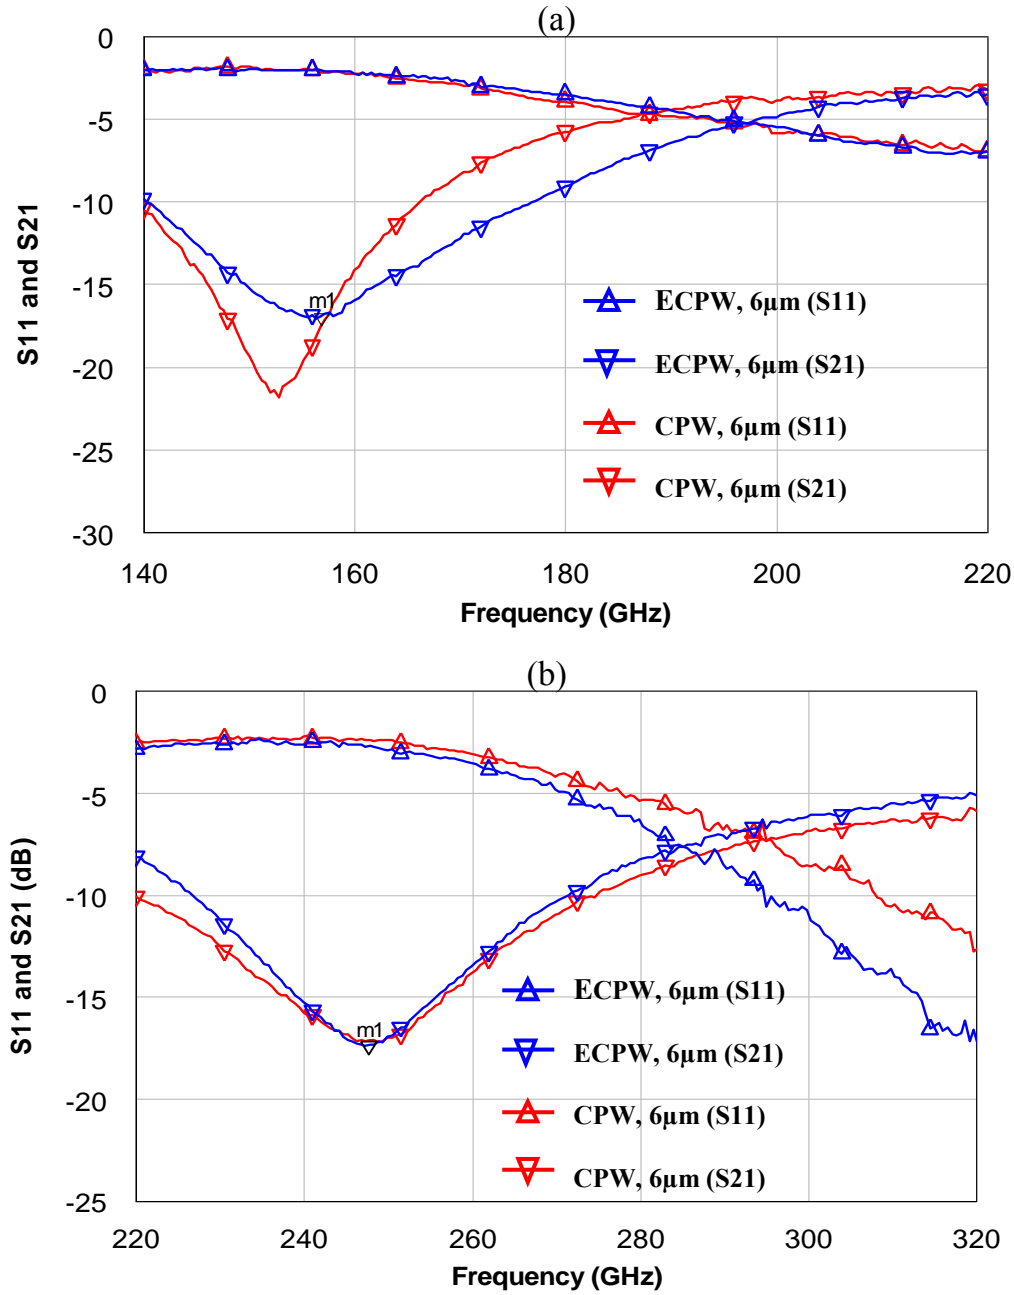 (a)
0
-5
-10
-15
-20
-25
-30
S11 and S21
m1
ECPW, 6µm (S11)
ECPW, 6µm (S21)
CPW, 6µm (S11)
CPW, 6µm (S21)
140 160 180 200 220
Frequency (GHz)
(b)
0
-5
-10
-15
-20
-25
S11 and S21 (dB)
m1
ECPW, 6µm (S11)
ECPW, 6µm (S21)
CPW, 6µm (S11)
CPW, 6µm (S21)
220 240 260 280 300 320
Frequency (GHz)